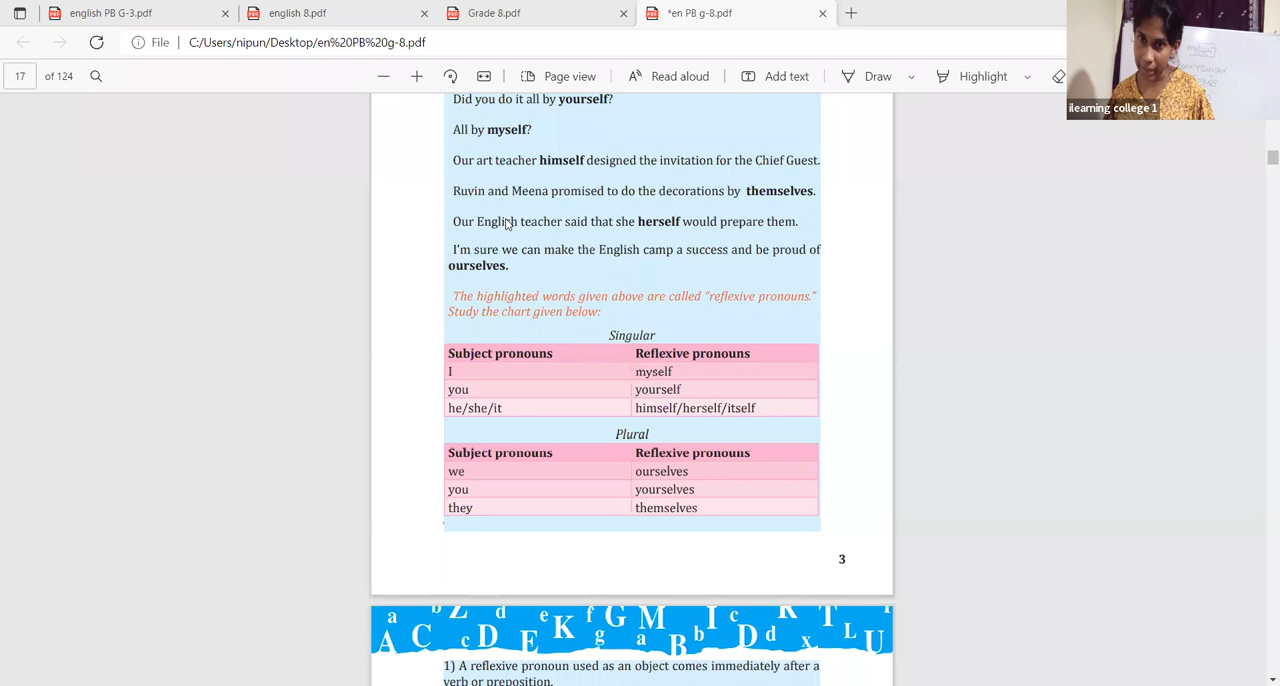 english PB G-3.pdf
english 8.pdf
Grade 8.pdf
*en PB g-8.pdf
File
C:/Users/nipun/Desktop/en%20PB%20g-8.pdf
17 of 124
Page view
Read aloud
Add text
Draw
Highlight
ilearning college 1
Did you do it all by yourself?
All by myself?
Our art teacher himself designed the invitation for the Chief Guest.
Ruvin and Meena promised to do the decorations by themselves.
Our English teacher said that she herself would prepare them.
I'm sure we can make the English camp a success and be proud of
ourselves.
The highlighted words given above are called "reflexive pronouns."
Study the chart given below:
Singular
Subject pronouns Reflexive pronouns
I myself
you yourself
he/she/it himself/herself/itself
Plural
Subject pronouns Reflexive pronouns
we ourselves
you yourselves
they themselves
3
a b Z d e f G M I c K T I
A C c D E K g a B b D d x L U
1) A reflexive pronoun used as an object comes immediately after a
verb or preposition.